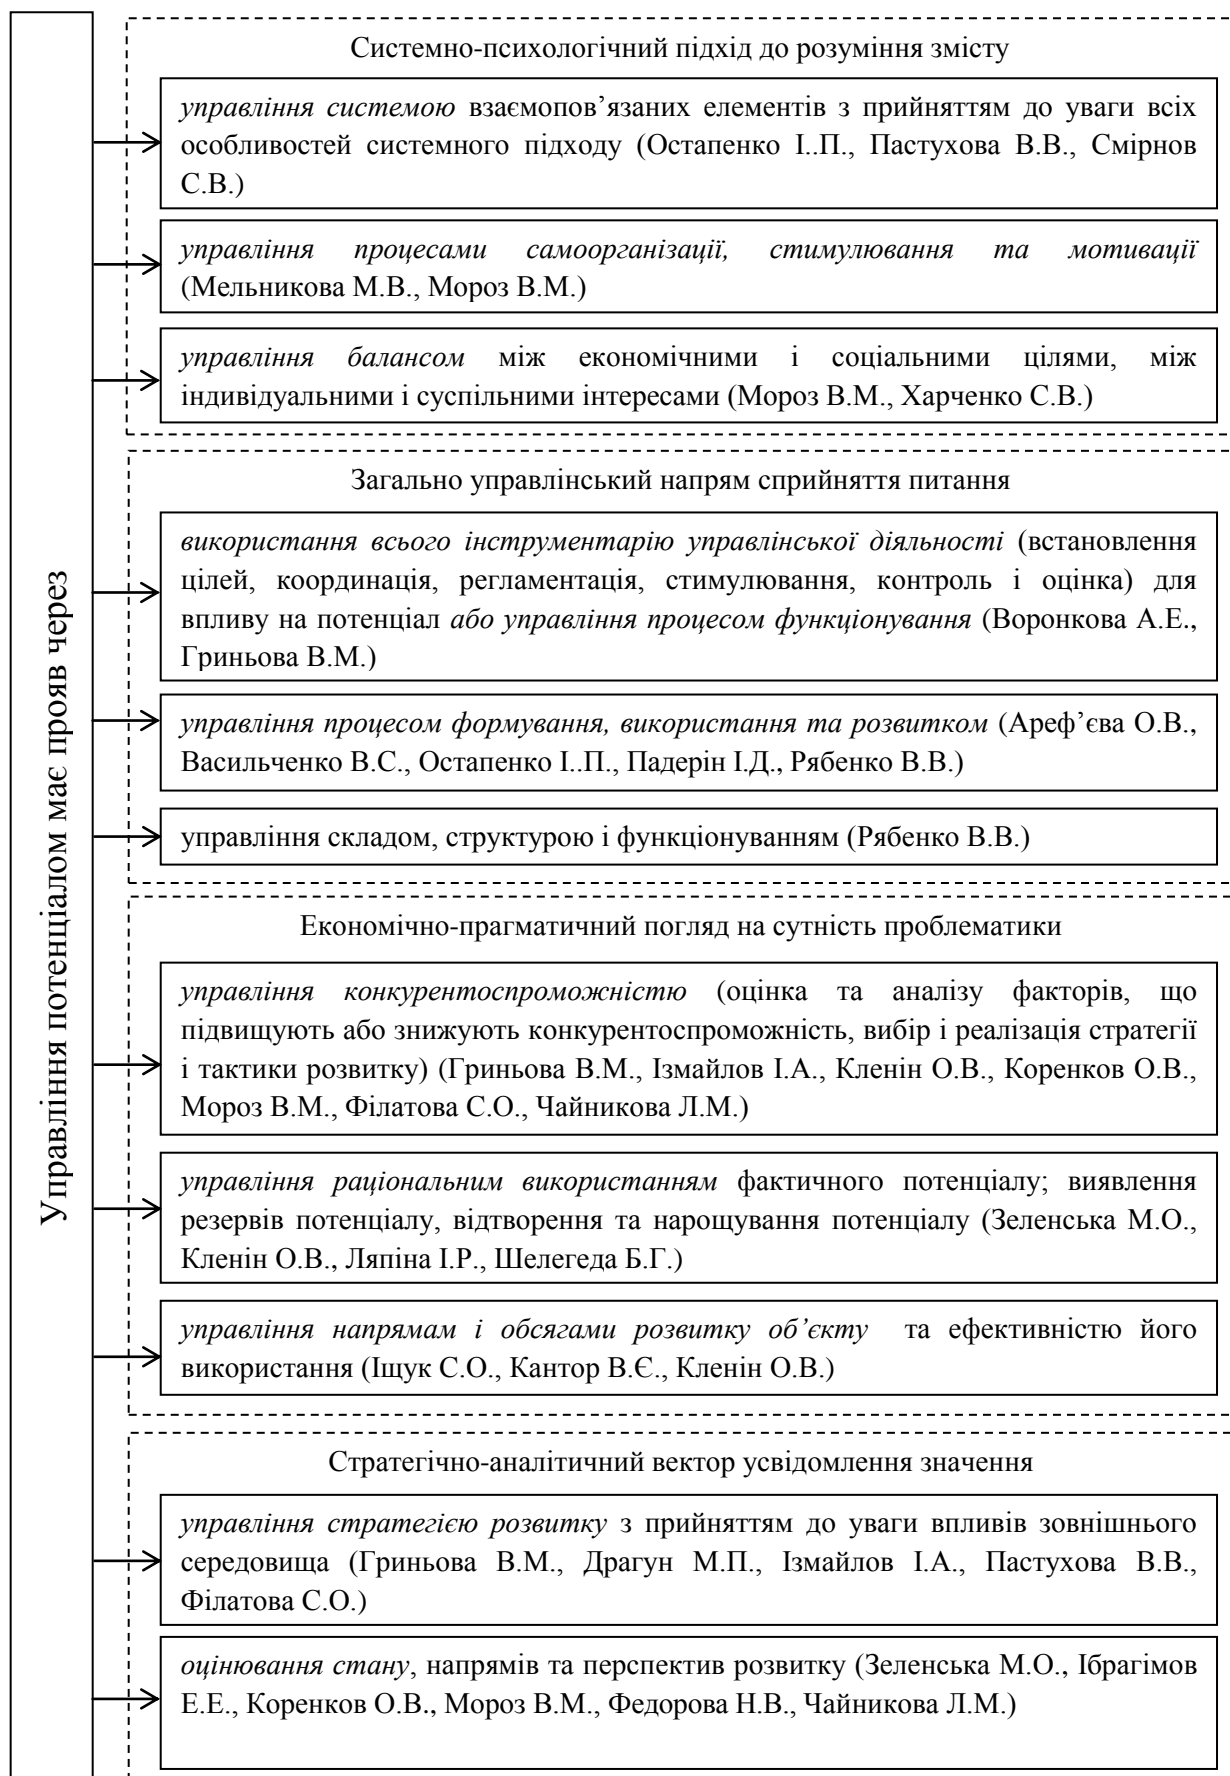 Управління потенціалом має прояв через
Системно-психологічний підхід до розуміння змісту
управління системою взаємопов’язаних елементів з прийняттям до уваги всіх
особливостей системного підходу (Остапенко І..П., Пастухова В.В., Смірнов
С.В.)
управління процесами самоорганізації, стимулювання та мотивації
(Мельникова М.В., Мороз В.М.)
управління балансом між економічними і соціальними цілями, між
індивідуальними і суспільними інтересами (Мороз В.М., Харченко С.В.)
Загально управлінський напрям сприйняття питання
використання всього інструментарію управлінської діяльності (встановлення
цілей, координація, регламентація, стимулювання, контроль і оцінка) для
впливу на потенціал або управління процесом функціонування (Воронкова А.Е.,
Гриньова В.М.)
управління процесом формування, використання та розвитком (Ареф’єва О.В.,
Васильченко В.С., Остапенко І..П., Падерін І.Д., Рябенко В.В.)
управління складом, структурою і функціонуванням (Рябенко В.В.)
Економічно-прагматичний погляд на сутність проблематики
управління конкурентоспроможністю (оцінка та аналізу факторів, що
підвищують або знижують конкурентоспроможність, вибір і реалізація стратегії
і тактики розвитку) (Гриньова В.М., Ізмайлов І.А., Кленін О.В., Коренков О.В.,
Мороз В.М., Філатова С.О., Чайникова Л.М.)
управління раціональним використанням фактичного потенціалу; виявлення
резервів потенціалу, відтворення та нарощування потенціалу (Зеленська М.О.,
Кленін О.В., Ляпіна І.Р., Шелегеда Б.Г.)
управління напрямам і обсягами розвитку об’єкту та ефективністю його
використання (Іщук С.О., Кантор В.Є., Кленін О.В.)
Стратегічно-аналітичний вектор усвідомлення значення
управління стратегією розвитку з прийняттям до уваги впливів зовнішнього
середовища (Гриньова В.М., Драгун М.П., Ізмайлов І.А., Пастухова В.В.,
Філатова С.О.)
оцінювання стану, напрямів та перспектив розвитку (Зеленська М.О., Ібрагімов
Е.Е., Коренков О.В., Мороз В.М., Федорова Н.В., Чайникова Л.М.)